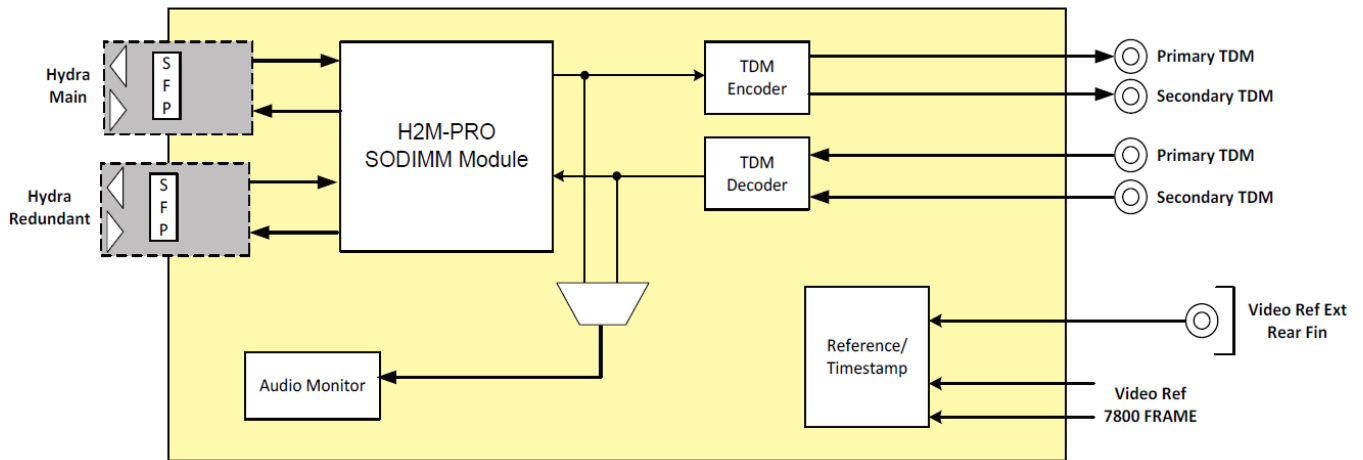 Hydra
Main
S
F
P
H2M-PRO
SODIMM Module
TDM
Encoder
Primary TDM
Secondary TDM
Hydra
Redundant
S
F
P
TDM
Decoder
Primary TDM
Secondary TDM
Audio Monitor
Reference/
Timestamp
Video Ref Ext
Rear Fin
Video Ref
7800 FRAME